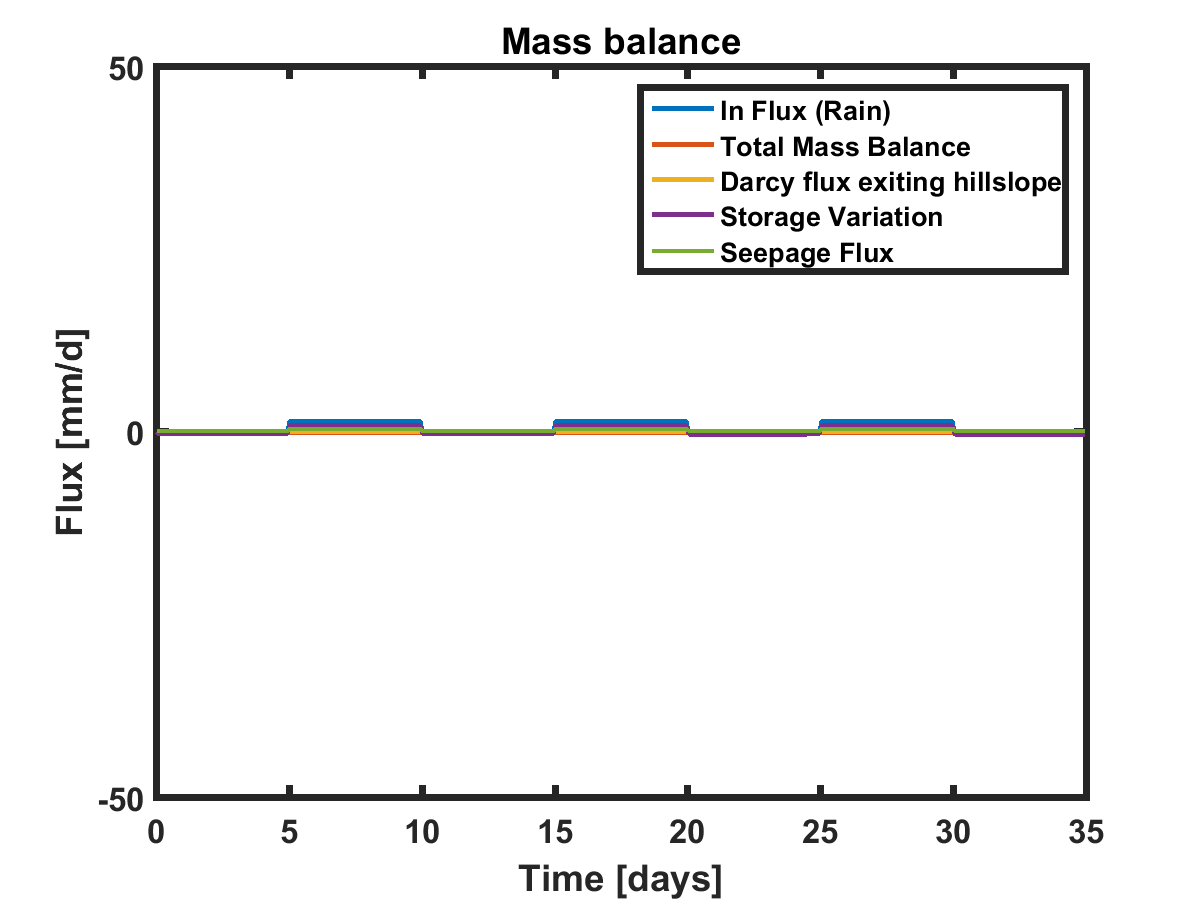 Mass balance
50
In Flux (Rain)
Total Mass Balance
Darcy flux exiting hillslope
Storage Variation
Seepage Flux
Flux [mm/d]
0
-50
0 5 10 15 20 25 30 35
Time [days]